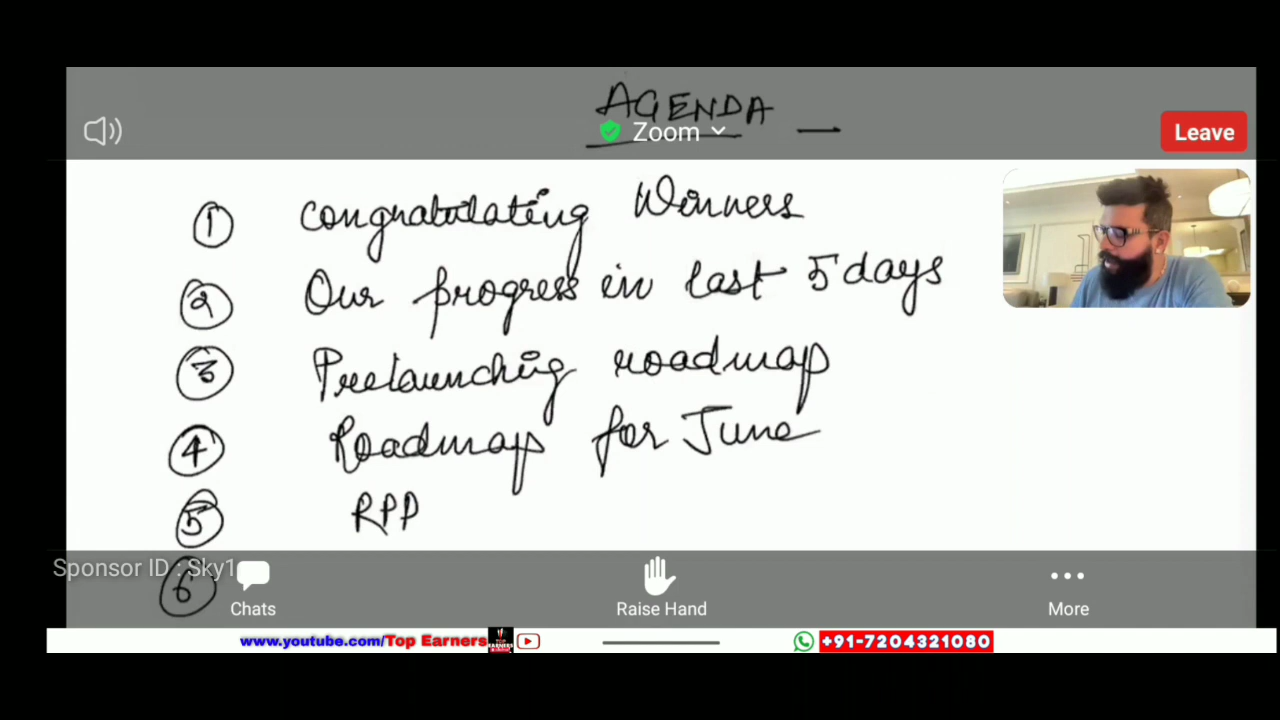 AGENDA
Zoom
Leave
① Congratulating Winners
② Our progress in last 5 days
③ Prelaunching roadmap
④ Roadmap for June
⑤ RPP
Sponsor ID : Sky1
⑥
Chats
Raise Hand
More
www.youtube.com/Top Earners
+91-7204321080